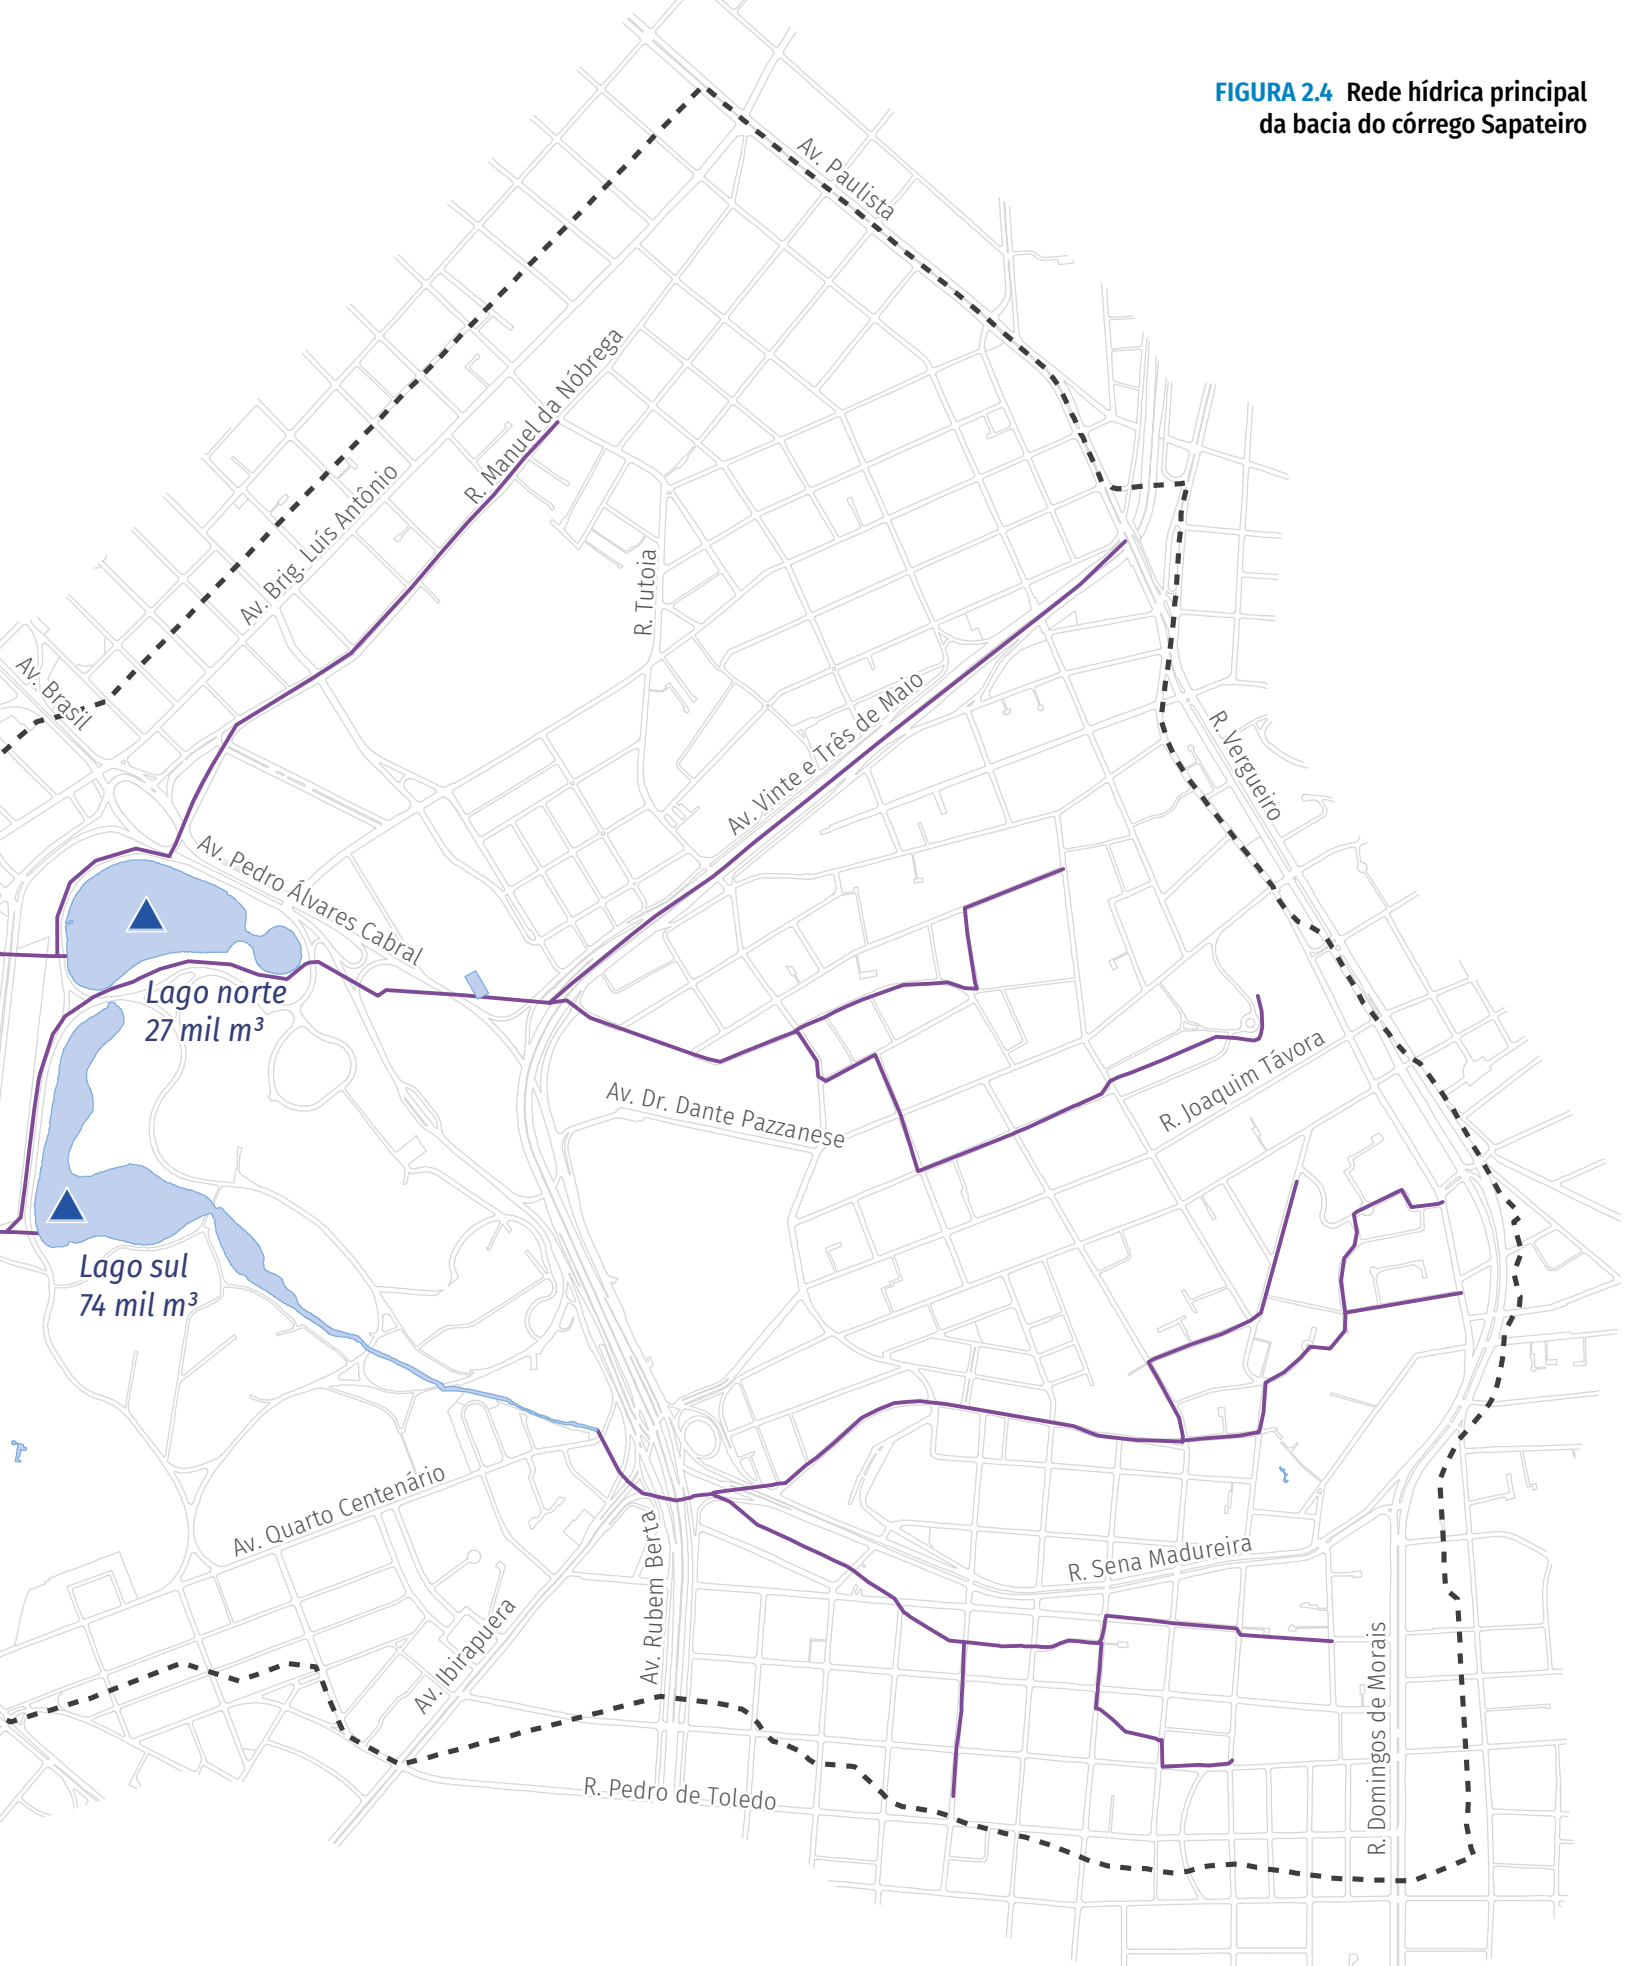 FIGURA 2.4 Rede hídrica principal
da bacia do córrego Sapateiro
Av. Paulista
R. Manuel da Nóbrega
Av. Brig. Luís Antônio
R. Tutoia
Av. Brasil
Av. Vinte e Três de Maio
R. Vergueiro
Av. Pedro Álvares Cabral
Lago norte
27 mil m³
R. Joaquim Távora
Av. Dr. Dante Pazzanese
Lago sul
74 mil m³
Av. Quarto Centenário
Av. Rubem Berta
R. Sena Madureira
Av. Ibirapuera
R. Domingos de Morais
R. Pedro de Toledo